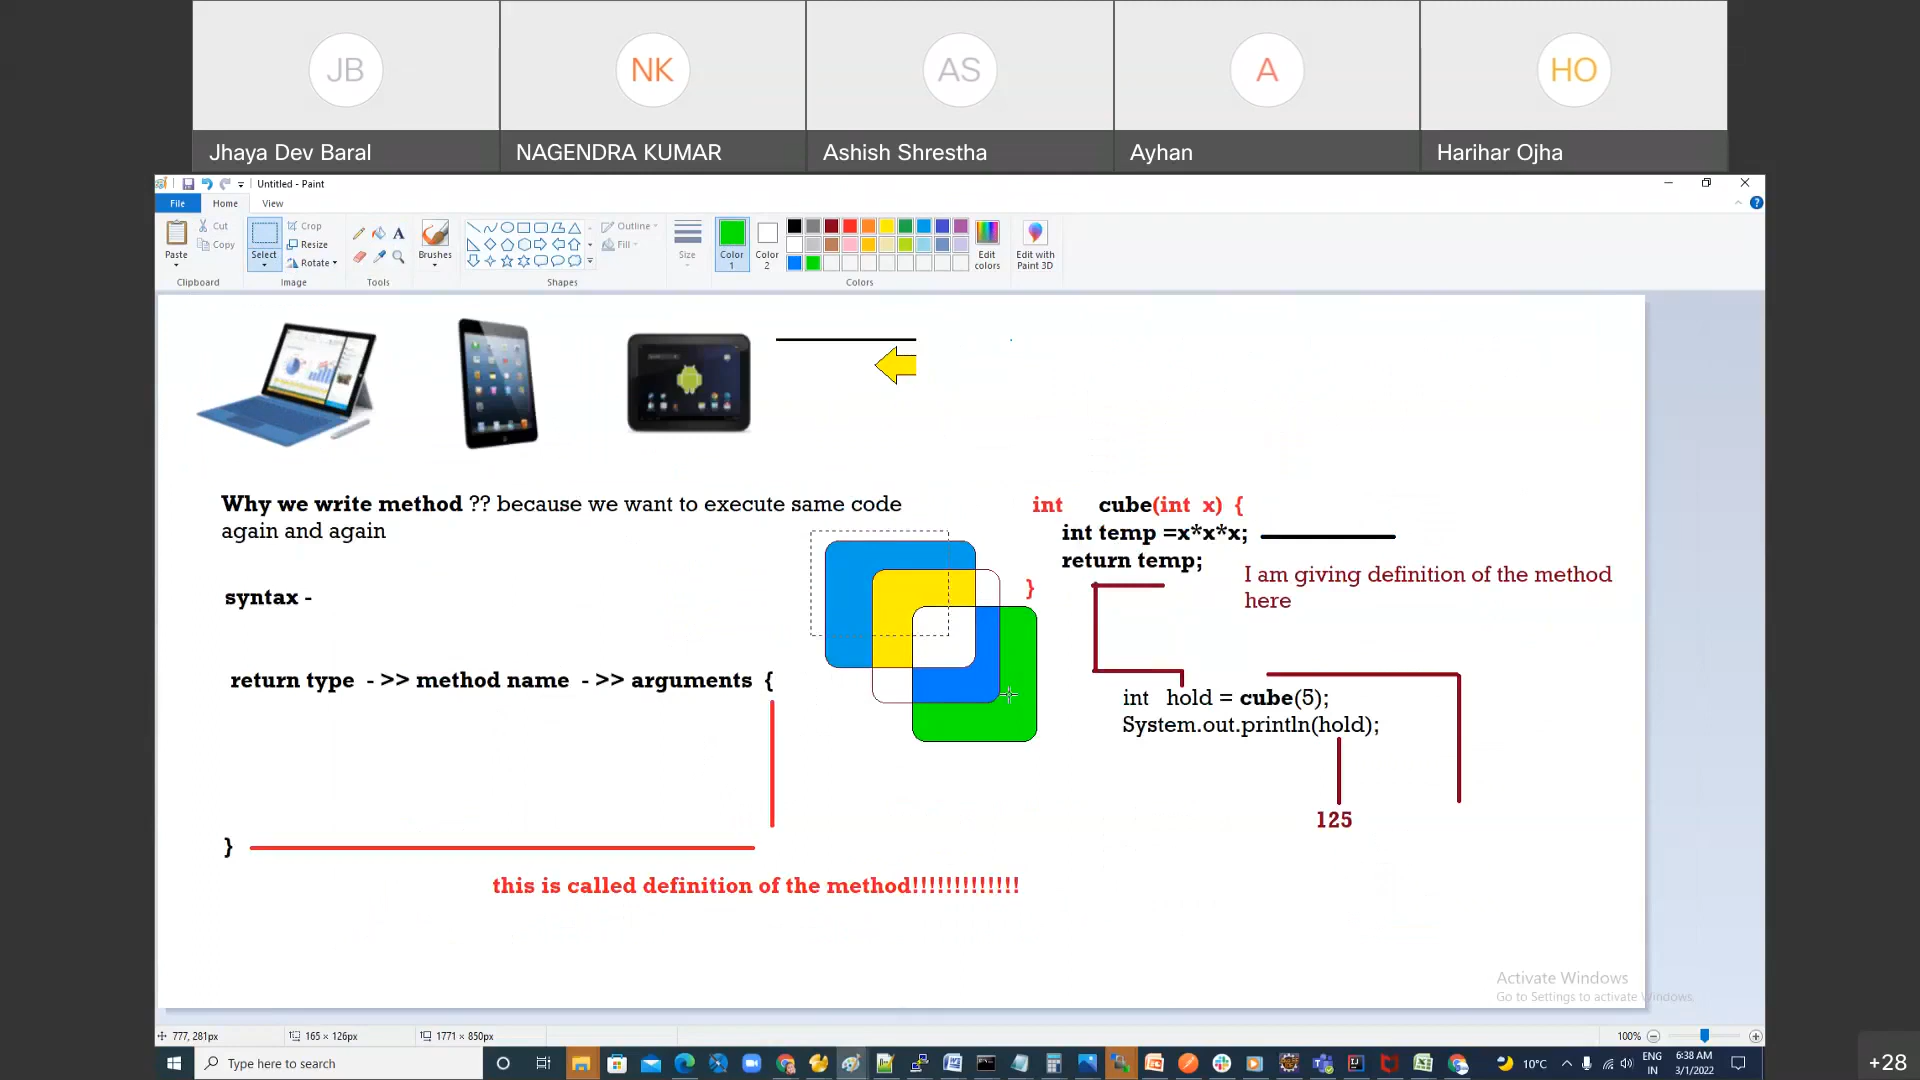 JB
NK
AS
A
HO
Jhaya Dev Baral
NAGENDRA KUMAR
Ashish Shrestha
Ayhan
Harihar Ojha
Untitled - Paint
File
Home
View
Paste
Cut
Copy
Clipboard
Select
Crop
Resize
Rotate
Image
A
Tools
Brushes
Outline
Fill
Shapes
Size
Color 1
Color 2
Edit colors
Colors
Edit with Paint 3D
Why we write method ?? because we want to execute same code
again and again
syntax -
return type - >> method name - >> arguments {
}
this is called definition of the method!!!!!!!!!!!!!
int cube(int x) {
int temp =x*x*x;
return temp;
}
I am giving definition of the method
here
int hold = cube(5);
System.out.println(hold);
125
Activate Windows
Go to Settings to activate Windows.
777, 281px
165 × 126px
1771 × 850px
100%
Type here to search
10°C
ENG
IN
6:38 AM
3/1/2022
+28